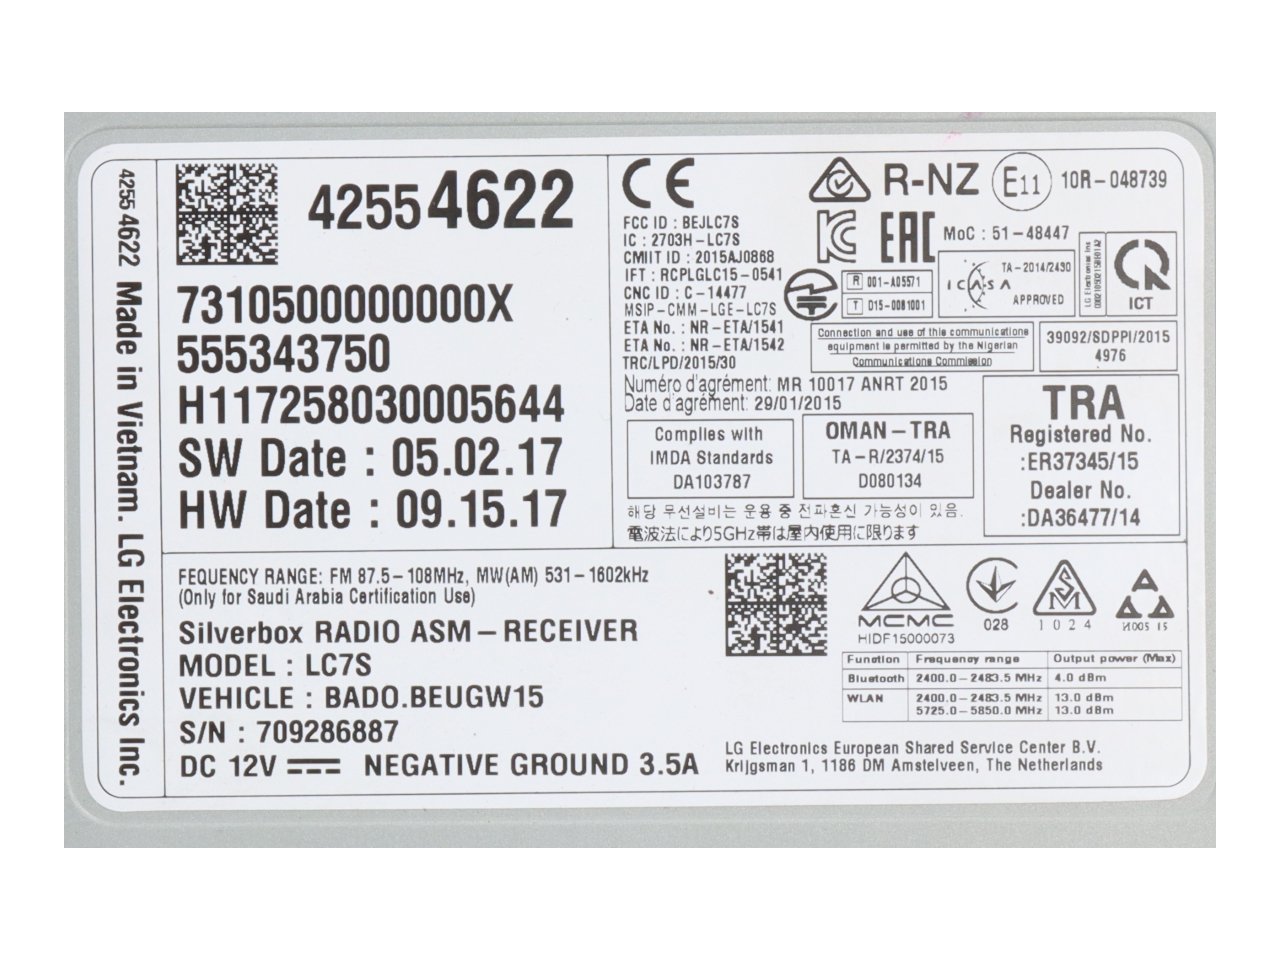 4255 4622 Made in Vietnam. LG Electronics Inc.
42554622
7310500000000X
555343750
H117258030005644
SW Date : 05.02.17
HW Date : 09.15.17
CE
FCC ID : BEJLC7S
IC : 2703H-LC7S
CMIIT ID : 2015AJ0868
IFT : RCPLGLC15-0541
CNC ID : C-14477
MSIP-CMM-LGE-LC7S
ETA No. : NR-ETA/1541
ETA No. : NR-ETA/1542
TRC/LPD/2015/30
Numéro d'agrément: MR 10017 ANRT 2015
Date d'agrément: 29/01/2015
R-NZ
E11
10R-048739
KC
EAC
MoC : 51-48447
R 001-A05571
T D15-0081001
ICASA
TA-2014/2430
APPROVED
ICT
Connection and use of this communications
equipment is permitted by the Nigerian
Communications Commission
39092/SDPPI/2015
4976
Complies with
IMDA Standards
DA103787
OMAN-TRA
TA-R/2374/15
D080134
TRA
Registered No.
:ER37345/15
Dealer No.
:DA36477/14
해당 무선설비는 운용 중 전파혼신 가능성이 있음.
電波法により5GHz帯は屋内使用に限ります
FEQUENCY RANGE: FM 87.5-108MHz, MW(AM) 531-1602kHz
(Only for Saudi Arabia Certification Use)
Silverbox RADIO ASM-RECEIVER
MODEL : LC7S
VEHICLE : BADO.BEUGW15
S/N : 709286887
DC 12V NEGATIVE GROUND 3.5A
MCMC
HIDF15000073
028
SM
1024
И005 15
Function Frequency range Output power (Max)
Bluetooth 2400.0-2483.5 MHz 4.0 dBm
WLAN 2400.0-2483.5 MHz 13.0 dBm
5725.0-5850.0 MHz 13.0 dBm
LG Electronics European Shared Service Center B.V.
Krijgsman 1, 1186 DM Amstelveen, The Netherlands